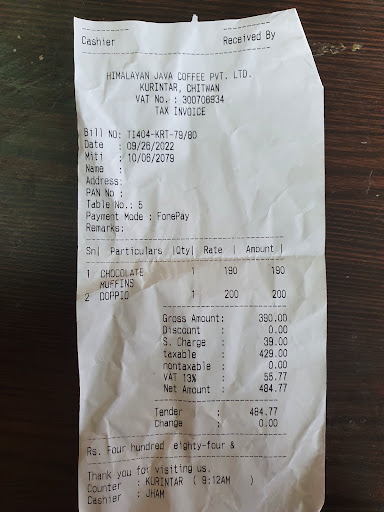 Cashier Received By
HIMALAYAN JAVA COFFEE PVT. LTD.
KURINTAR, CHITWAN
VAT No. : 300706934
TAX INVOICE
Bill NO: TI404-KRT-79/80
Date : 09/26/2022
Miti : 10/06/2079
Name :
Address:
PAN No :
Table No.: 5
Payment Mode : FonePay
Remarks:
Sn| Particulars |Qty| Rate | Amount |
1 CHOCOLATE 1 190 190
MUFFINS
2 DOPPIO 1 200 200
Gross Amount: 390.00
Discount : 0.00
S. Charge : 39.00
taxable : 429.00
nontaxable : 0.00
VAT 13% : 55.77
Net Amount : 484.77
Tender : 484.77
Change : 0.00
Rs. Four hundred eighty-four &
Thank you for visiting us.
Counter : KURINTAR ( 9:12AM )
Cashier : JHAM